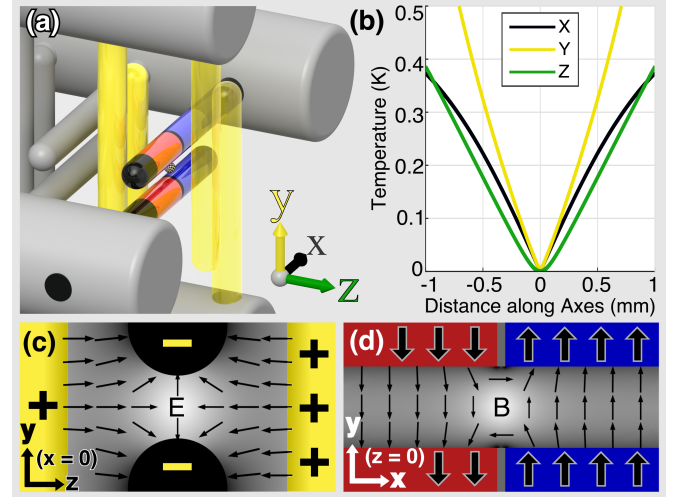 (a)
y
x
z
(b)
0.5
0.4
0.3
0.2
0.1
0
Temperature (K)
X
Y
Z
-1 -0.5 0 0.5 1
Distance along Axes (mm)
(c)
+
+
+
+
−
E
−
y
(x = 0)
z
(d)
B
y
(z = 0)
x